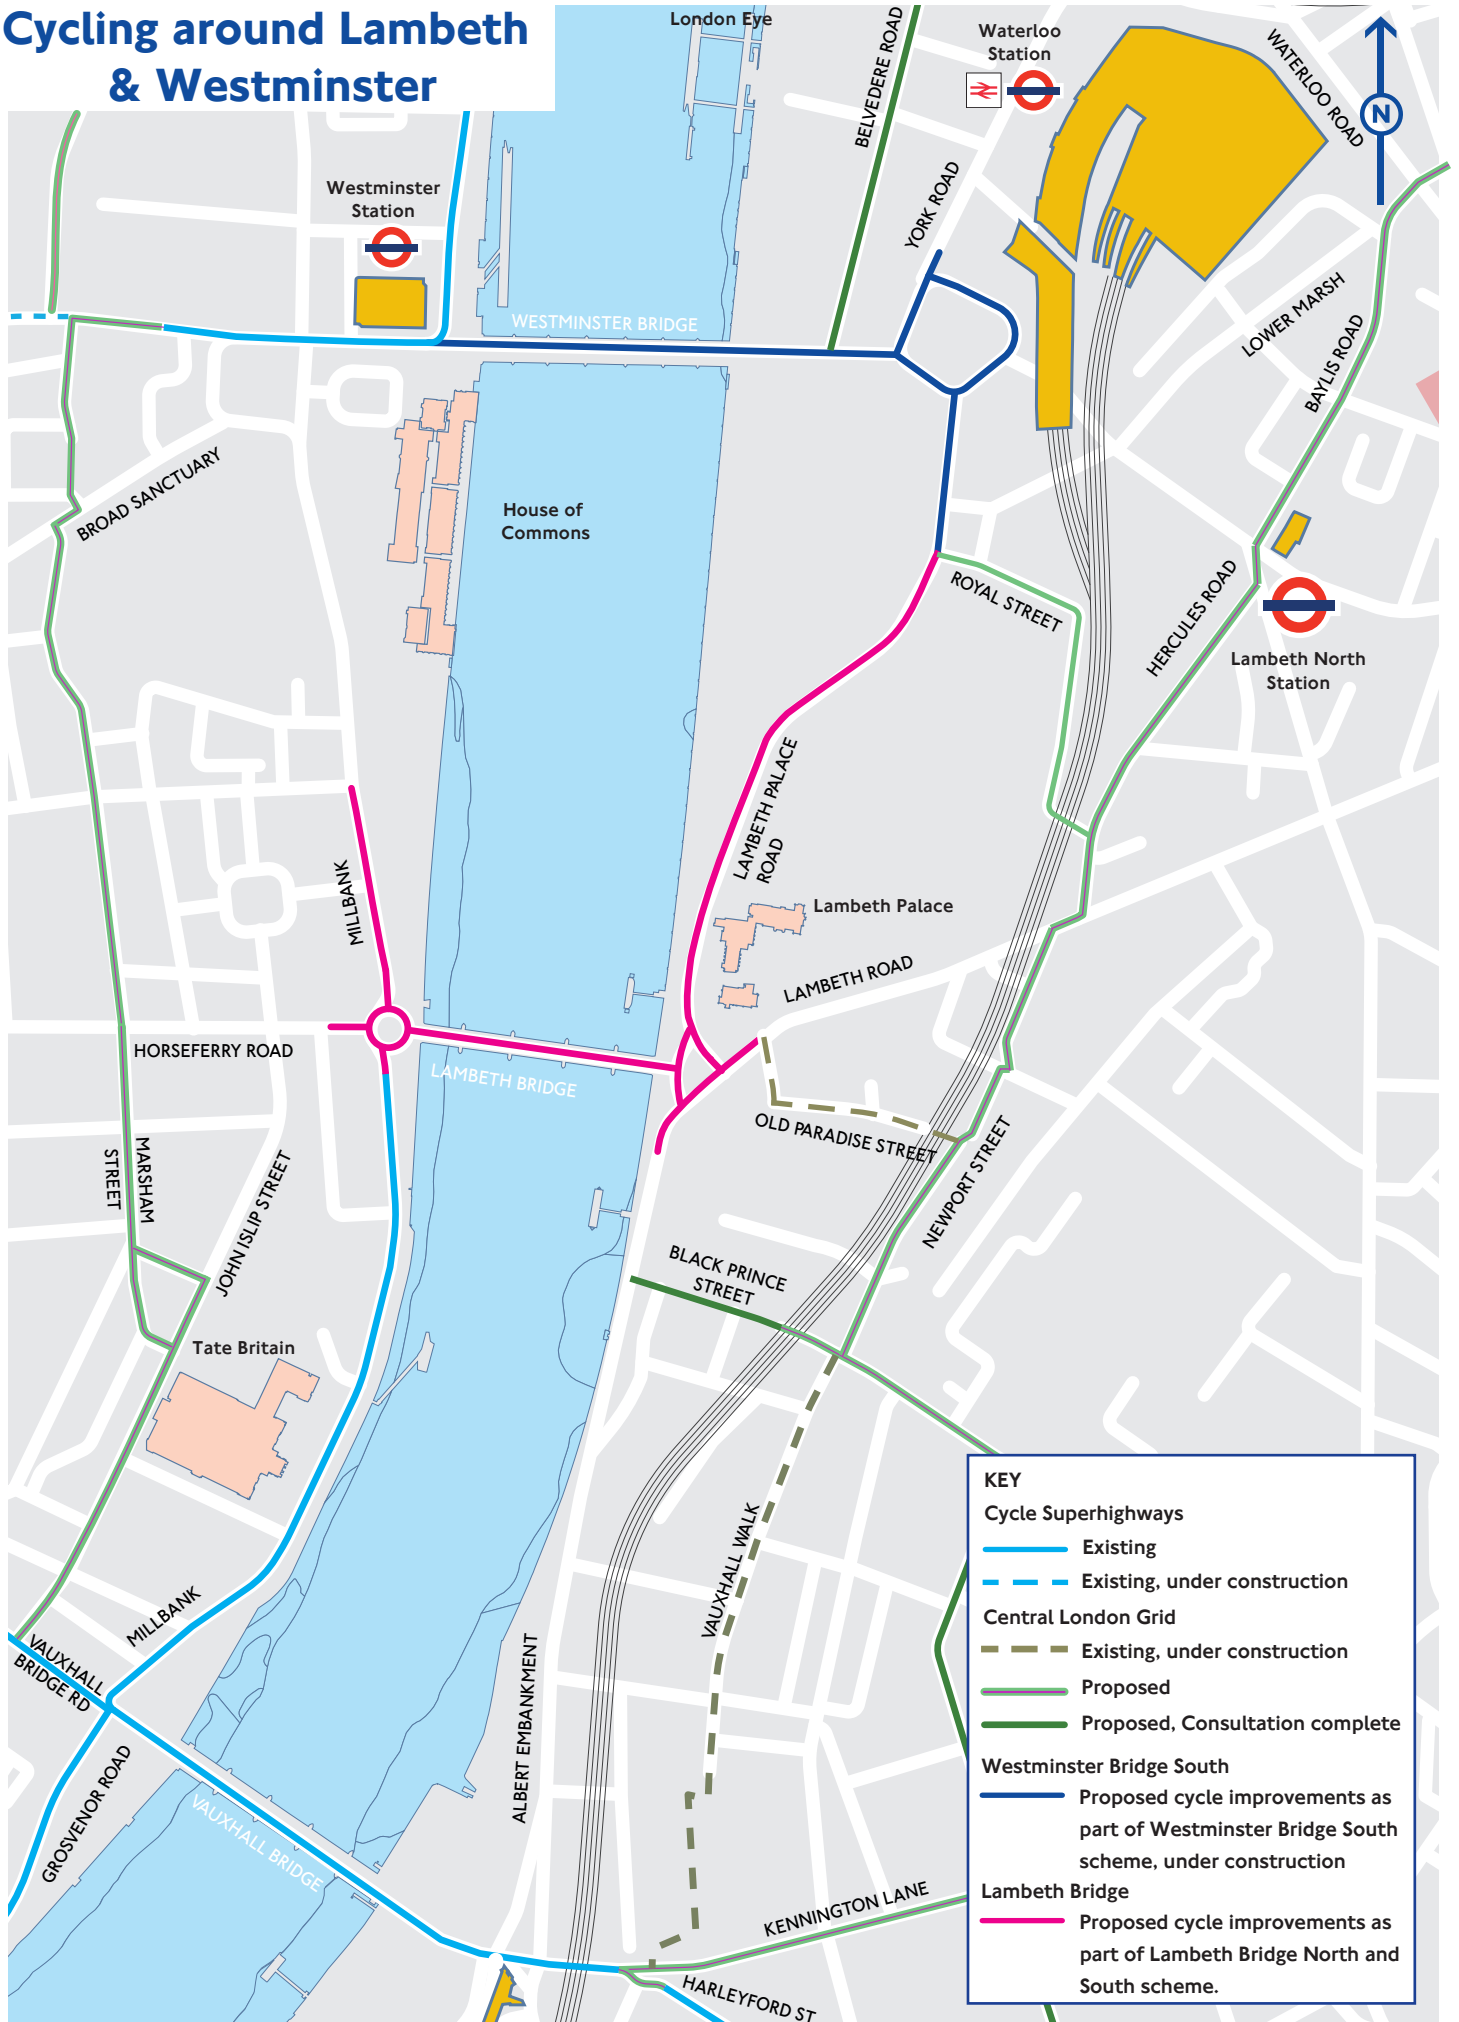 Cycling around Lambeth
& Westminster
London Eye
BELVEDERE ROAD
Waterloo
Station
WATERLOO ROAD
N
Westminster
Station
YORK ROAD
WESTMINSTER BRIDGE
LOWER MARSH
BAYLIS ROAD
BROAD SANCTUARY
House of
Commons
ROYAL STREET
HERCULES ROAD
Lambeth North
Station
LAMBETH PALACE
ROAD
MILLBANK
Lambeth Palace
LAMBETH ROAD
HORSEFERRY ROAD
LAMBETH BRIDGE
OLD PARADISE STREET
NEWPORT STREET
MARSHAM
STREET
JOHN ISLIP STREET
BLACK PRINCE
STREET
Tate Britain
VAUXHALL WALK
MILLBANK
VAUXHALL
BRIDGE RD
ALBERT EMBANKMENT
GROSVENOR ROAD
VAUXHALL BRIDGE
KENNINGTON LANE
HARLEYFORD ST
KEY
Cycle Superhighways
Existing
Existing, under construction
Central London Grid
Existing, under construction
Proposed
Proposed, Consultation complete
Westminster Bridge South
Proposed cycle improvements as
part of Westminster Bridge South
scheme, under construction
Lambeth Bridge
Proposed cycle improvements as
part of Lambeth Bridge North and
South scheme.